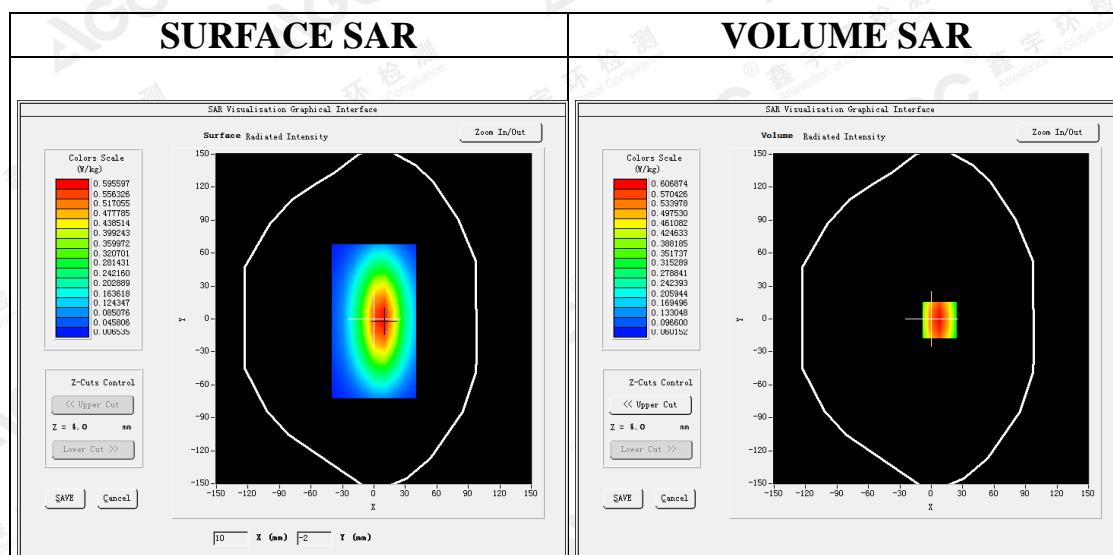 SURFACE SAR
VOLUME SAR
SAR Visualisation Graphical Interface
Surface Radiated Intensity
Zoom In/Out
Colors Scale
(W/kg)
0.595597
0.556326
0.517055
0.477785
0.438514
0.399243
0.359972
0.320701
0.281431
0.242160
0.202889
0.163618
0.124347
0.085076
0.045806
0.006535
150
120
90
60
30
0
-30
-60
-90
-120
-150
Y
-150 -120 -90 -60 -30 0 30 60 90 120 150
X
Z-Cuts Control
<< Upper Cut
Z = 4.0 mm
Lower Cut >>
SAVE Cancel
10 X (mm) -2 Y (mm)
SAR Visualisation Graphical Interface
Volume Radiated Intensity
Zoom In/Out
Colors Scale
(W/kg)
0.606874
0.570426
0.533978
0.497530
0.461082
0.424633
0.388185
0.351737
0.315289
0.278841
0.242393
0.205944
0.169496
0.133048
0.096600
0.060152
150
120
90
60
30
0
-30
-60
-90
-120
-150
Y
-150 -120 -90 -60 -30 0 30 60 90 120 150
X
Z-Cuts Control
<< Upper Cut
Z = 4.0 mm
Lower Cut >>
SAVE Cancel